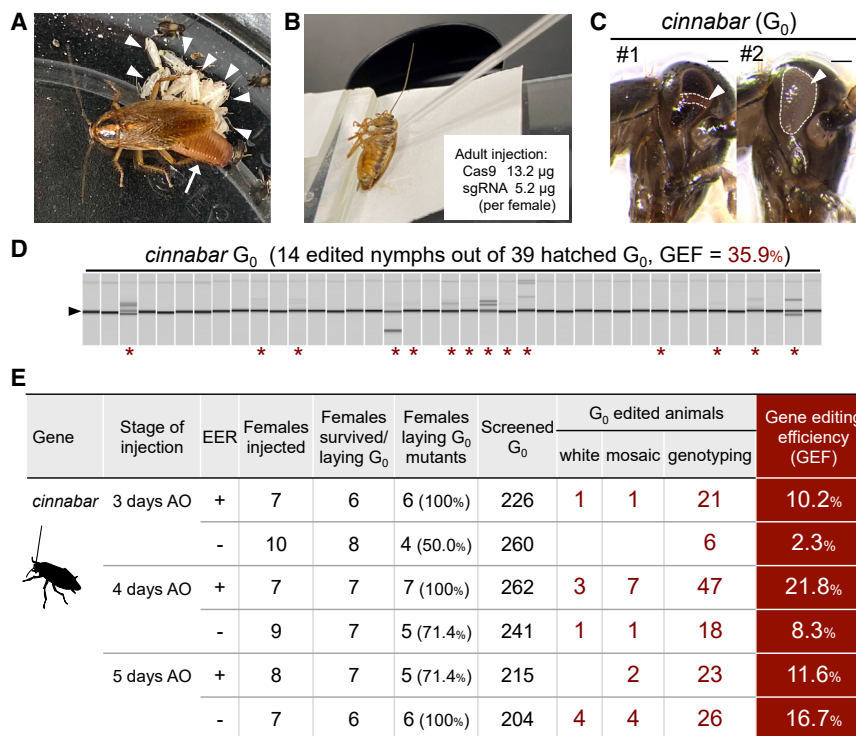 A
B
Adult injection:
Cas9 13.2 µg
sgRNA 5.2 µg
(per female)
C
cinnabar (G0)
#1
#2
D
cinnabar G0 (14 edited nymphs out of 39 hatched G0, GEF = 35.9%)
* * * * * * * * * * * * * *
E
Gene
Stage of
injection
EER
Females
injected
Females
survived/
laying G0
Females
laying G0
mutants
Screened
G0
G0 edited animals
white mosaic genotyping
Gene editing
efficiency
(GEF)
cinnabar 3 days AO + 7 6 6 (100%) 226 1 1 21 10.2%
- 10 8 4 (50.0%) 260 6 2.3%
4 days AO + 7 7 7 (100%) 262 3 7 47 21.8%
- 9 7 5 (71.4%) 241 1 1 18 8.3%
5 days AO + 8 7 5 (71.4%) 215 2 23 11.6%
- 7 6 6 (100%) 204 4 4 26 16.7%